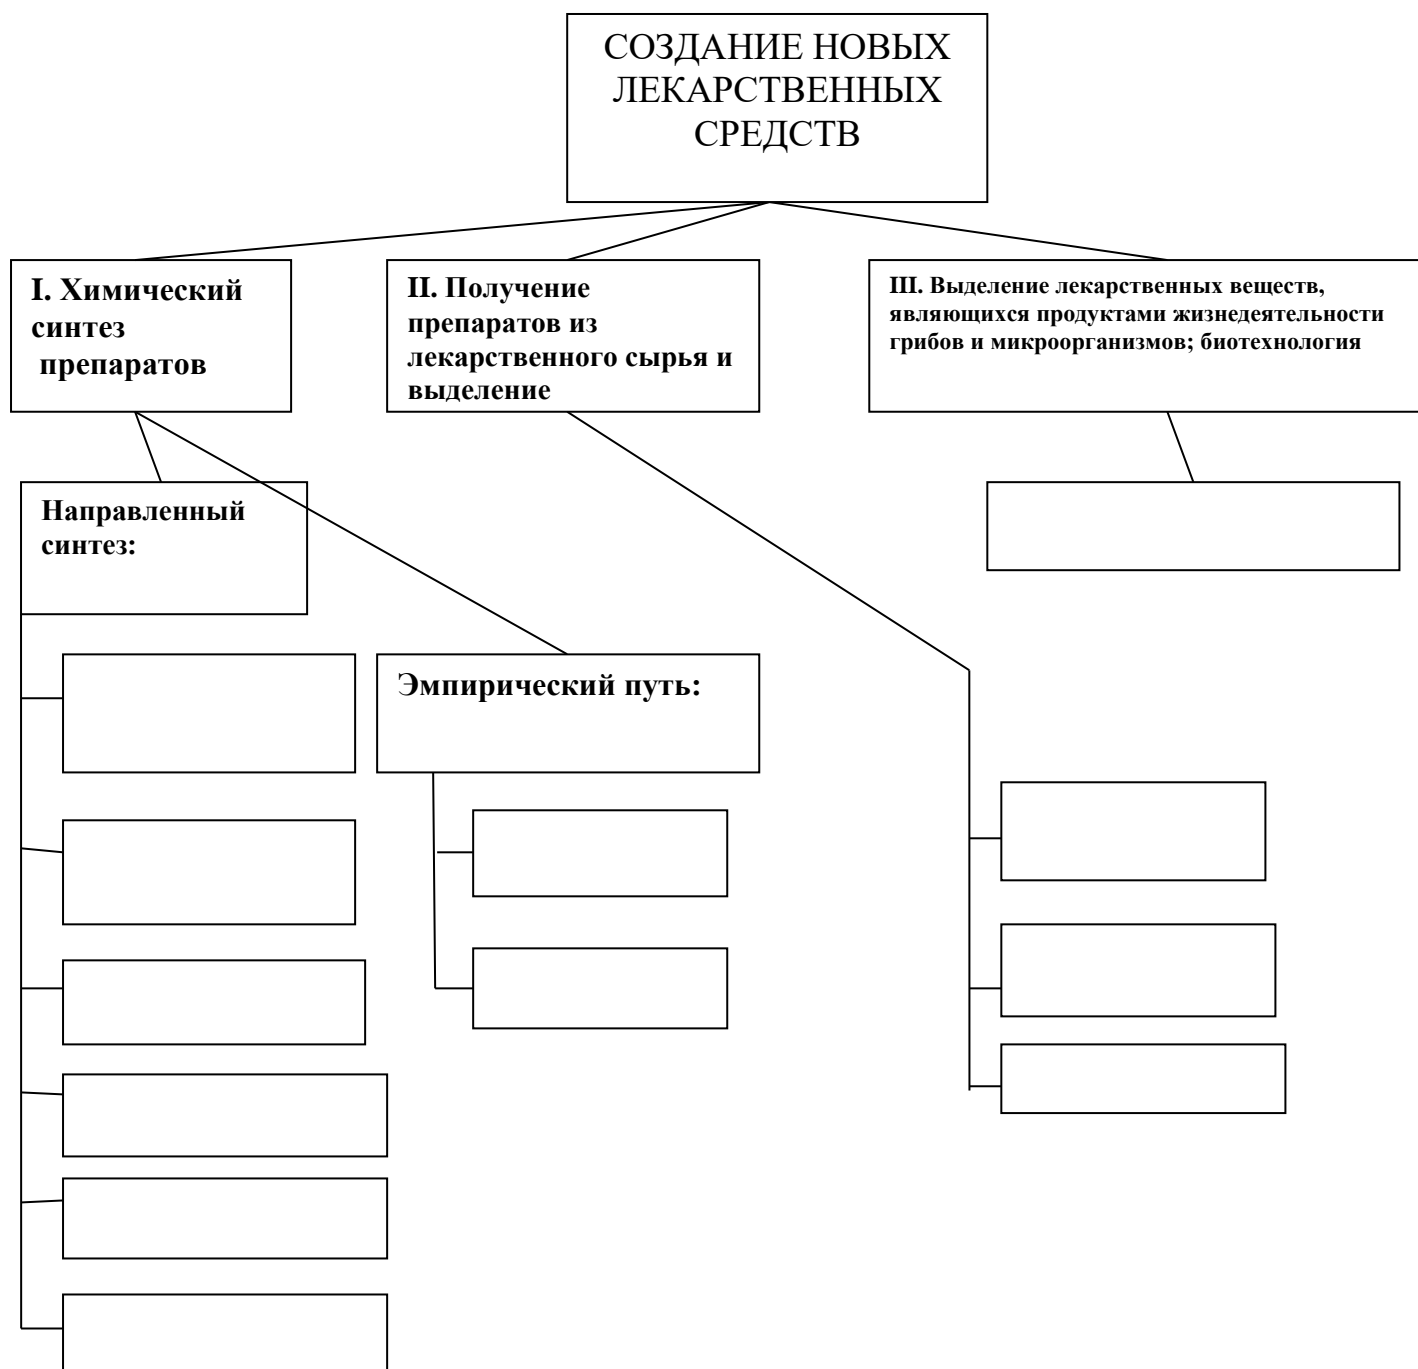 СОЗДАНИЕ НОВЫХ
ЛЕКАРСТВЕННЫХ
СРЕДСТВ
I. Химический
синтез
препаратов
II. Получение
препаратов из
лекарственного сырья и
выделение
III. Выделение лекарственных веществ,
являющихся продуктами жизнедеятельности
грибов и микроорганизмов; биотехнология
Направленный
синтез:
Эмпирический путь: